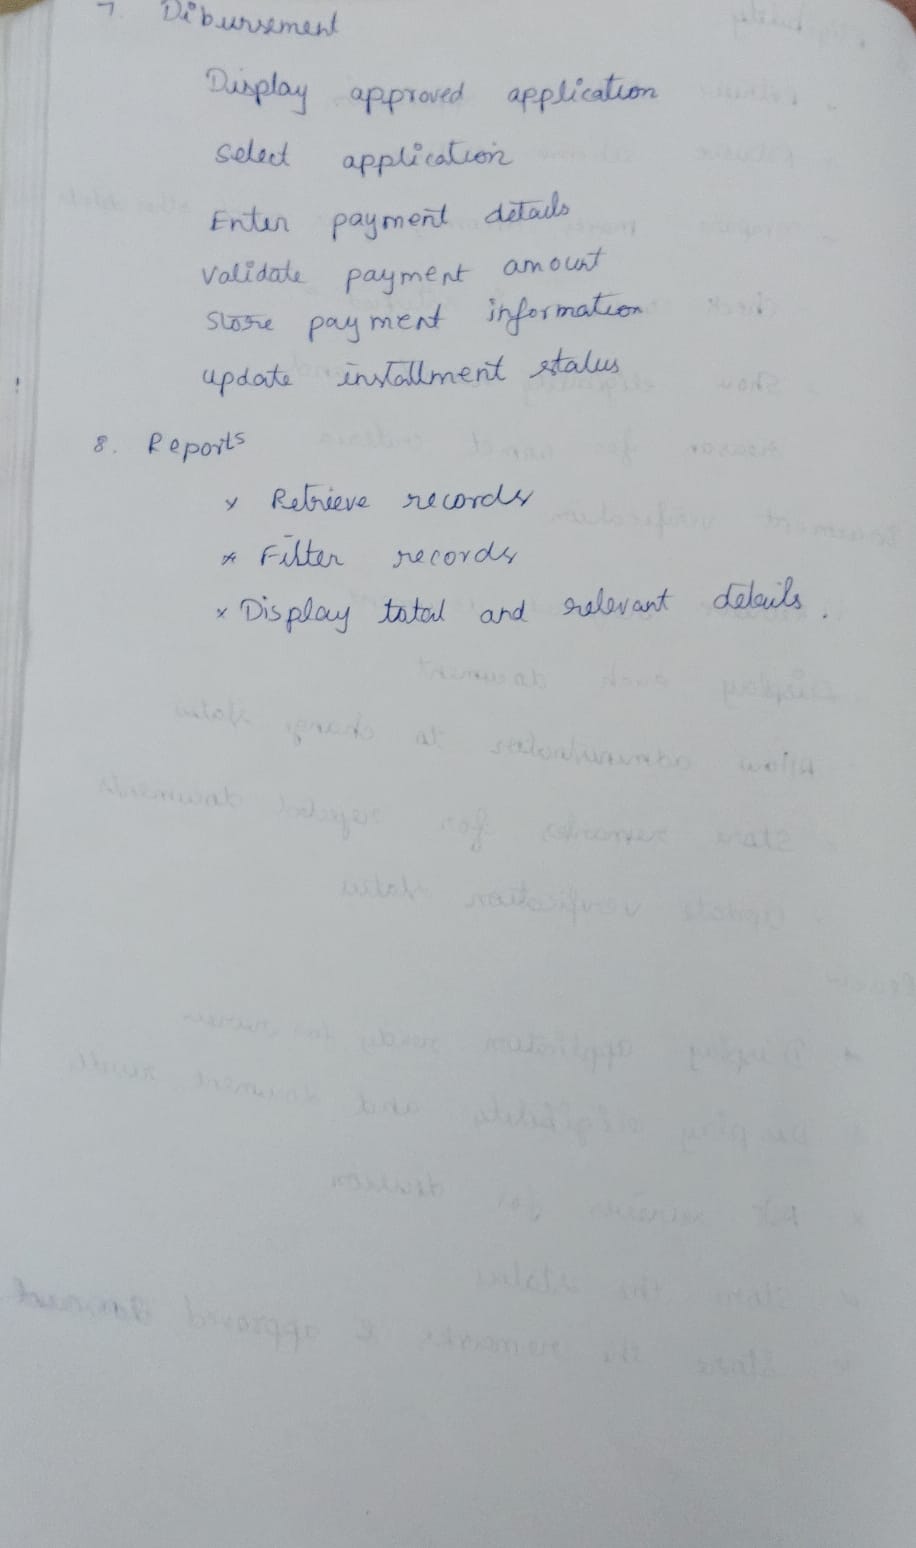 7. Disbursement
Display approved application
Select application
Enter payment details
validate payment amount
store payment information
update installment status
8. Reports
x Retrieve records
* Filter records
x Display total and relevant details.